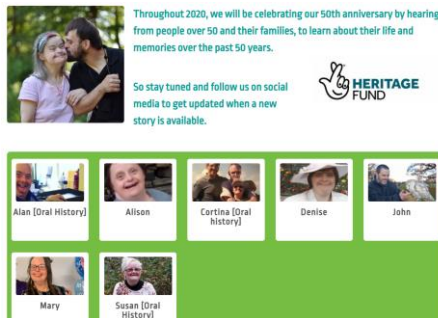 Throughout 2020, we will be celebrating our 50th anniversary by hearing
from people over 50 and their families, to learn about their life and
memories over the past 50 years.
So stay tuned and follow us on social
media to get updated when a new
story is available.
HERITAGE
FUND
Alan [Oral History]
Alison
Cortina [Oral
history]
Denise
John
Mary
Susan [Oral
History]